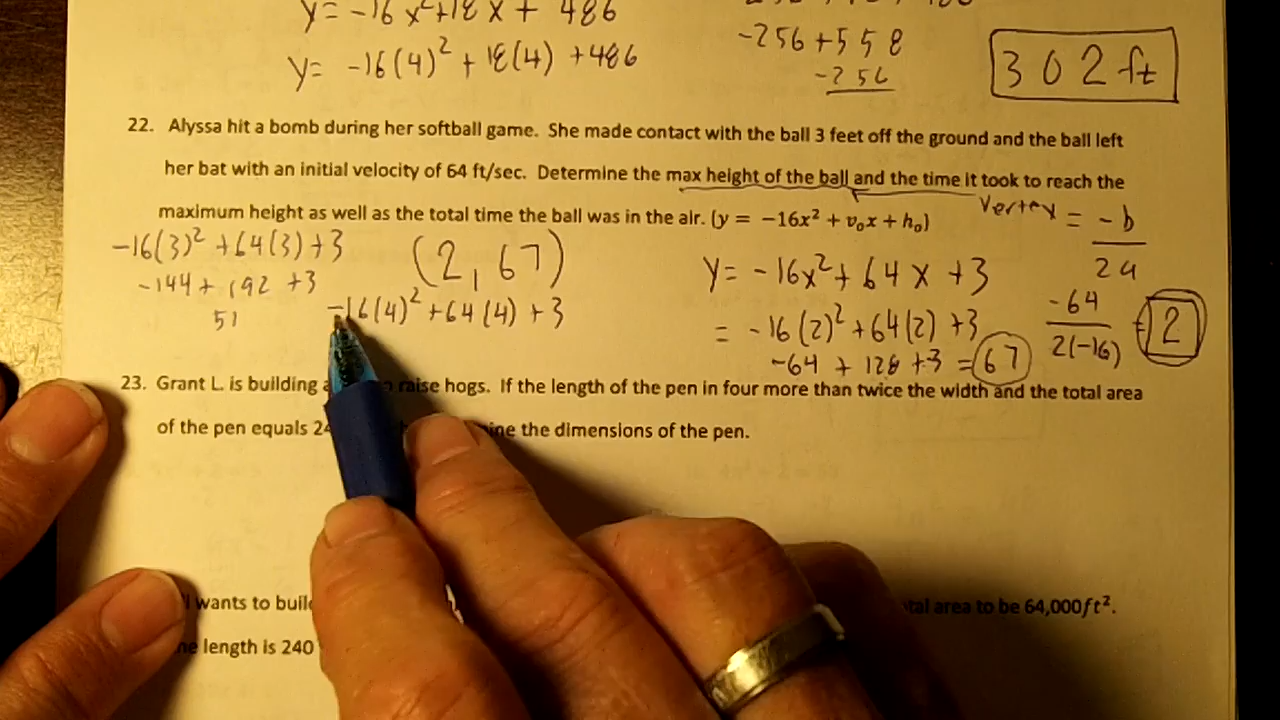 y = -16x²+18x + 486
y= -16(4)² + 18(4) +486
-256+558
-256
302ft
22. Alyssa hit a bomb during her softball game. She made contact with the ball 3 feet off the ground and the ball left
her bat with an initial velocity of 64 ft/sec. Determine the max height of the ball and the time it took to reach the
maximum height as well as the total time the ball was in the air. (y = −16x² + v₀x + h₀)
Vertex = -b
2a
-16(3)² +64(3)+3
-144+ 192 +3
51
(2, 67)
-16(4)² +64(4) +3
y= -16x²+ 64x +3
= -16(2)² +64(2) +3
-64 + 128 +3 = 67
-64
2(-16)
= 2
23. Grant L. is building raise hogs. If the length of the pen in four more than twice the width and the total area
of the pen equals the dimensions of the pen.
wants to area to be 64,000ft².
length is 240